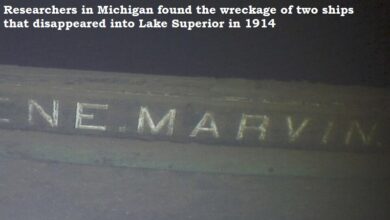 Researchers in Michigan found the wreckage of two ships
that disappeared into Lake Superior in 1914
NE. MARVIN.